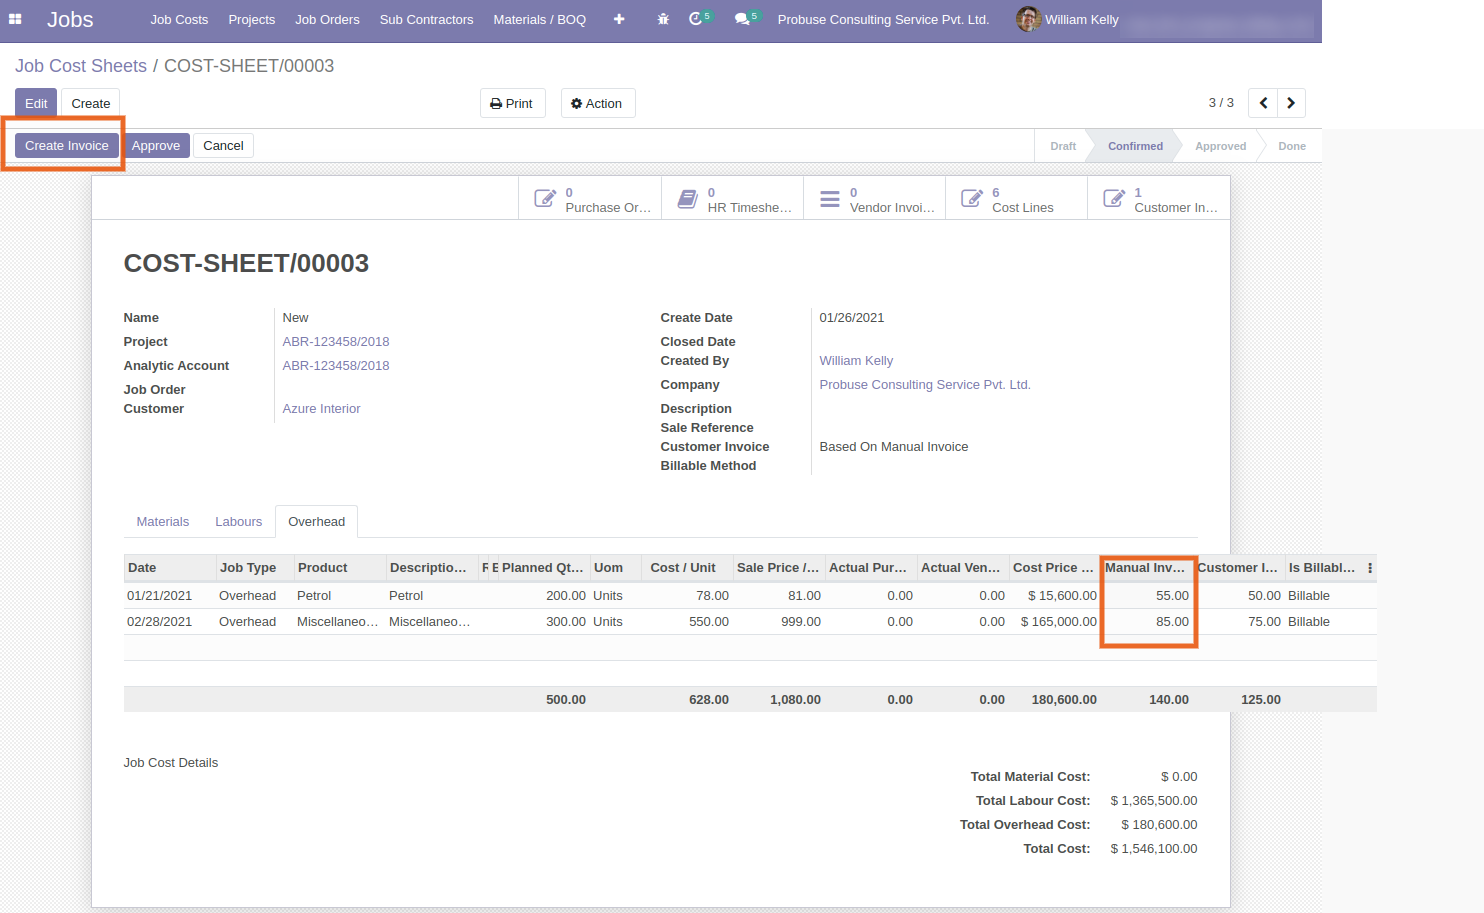 Jobs Job Costs Projects Job Orders Sub Contractors Materials / BOQ 5 5 Probuse Consulting Service Pvt. Ltd. William Kelly
Job Cost Sheets / COST-SHEET/00003
Edit Create Print Action 3 / 3
Create Invoice Approve Cancel Draft Confirmed Approved Done
0 0 0 6 1
Purchase Or… HR Timeshe… Vendor Invoi… Cost Lines Customer In…
COST-SHEET/00003
Name New Create Date 01/26/2021
Project ABR-123458/2018 Closed Date
Analytic Account ABR-123458/2018 Created By William Kelly
Job Order Company Probuse Consulting Service Pvt. Ltd.
Customer Azure Interior Description
Sale Reference
Customer Invoice Based On Manual Invoice
Billable Method
Materials Labours Overhead
Date Job Type Product Descriptio… R E Planned Qt… Uom Cost / Unit Sale Price /… Actual Pur… Actual Ven… Cost Price … Manual Inv… Customer I… Is Billabl…
01/21/2021 Overhead Petrol Petrol 200.00 Units 78.00 81.00 0.00 0.00 $ 15,600.00 55.00 50.00 Billable
02/28/2021 Overhead Miscellaneo… Miscellaneo… 300.00 Units 550.00 999.00 0.00 0.00 $ 165,000.00 85.00 75.00 Billable
500.00 628.00 1,080.00 0.00 0.00 180,600.00 140.00 125.00
Job Cost Details
Total Material Cost: $ 0.00
Total Labour Cost: $ 1,365,500.00
Total Overhead Cost: $ 180,600.00
Total Cost: $ 1,546,100.00